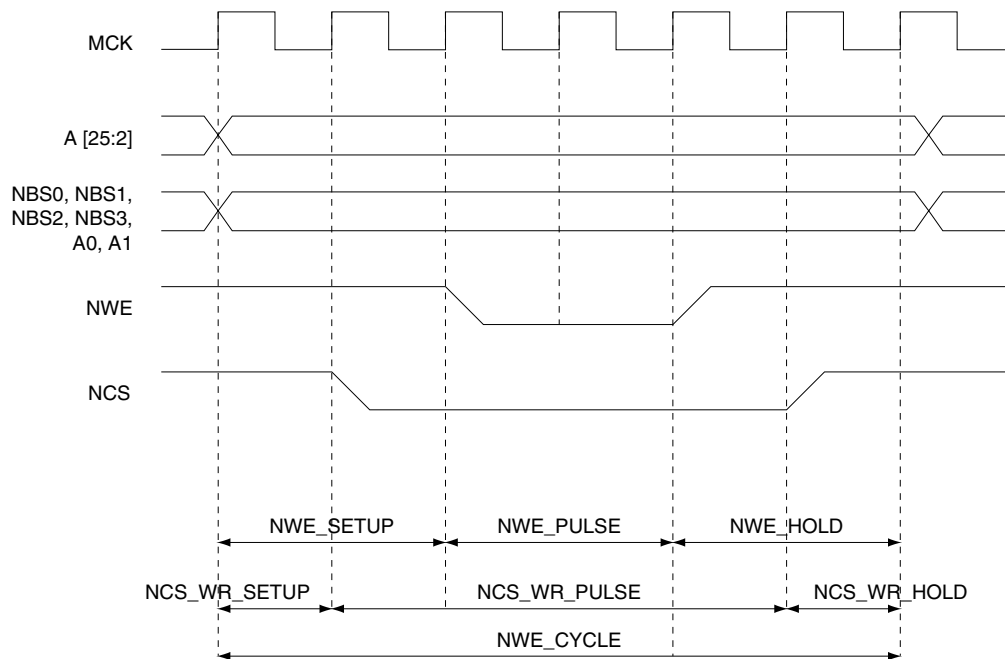 MCK
A [25:2]
NBS0, NBS1,
NBS2, NBS3,
A0, A1
NWE
NCS
NWE_SETUP NWE_PULSE NWE_HOLD
NCS_WR_SETUP NCS_WR_PULSE NCS_WR_HOLD
NWE_CYCLE